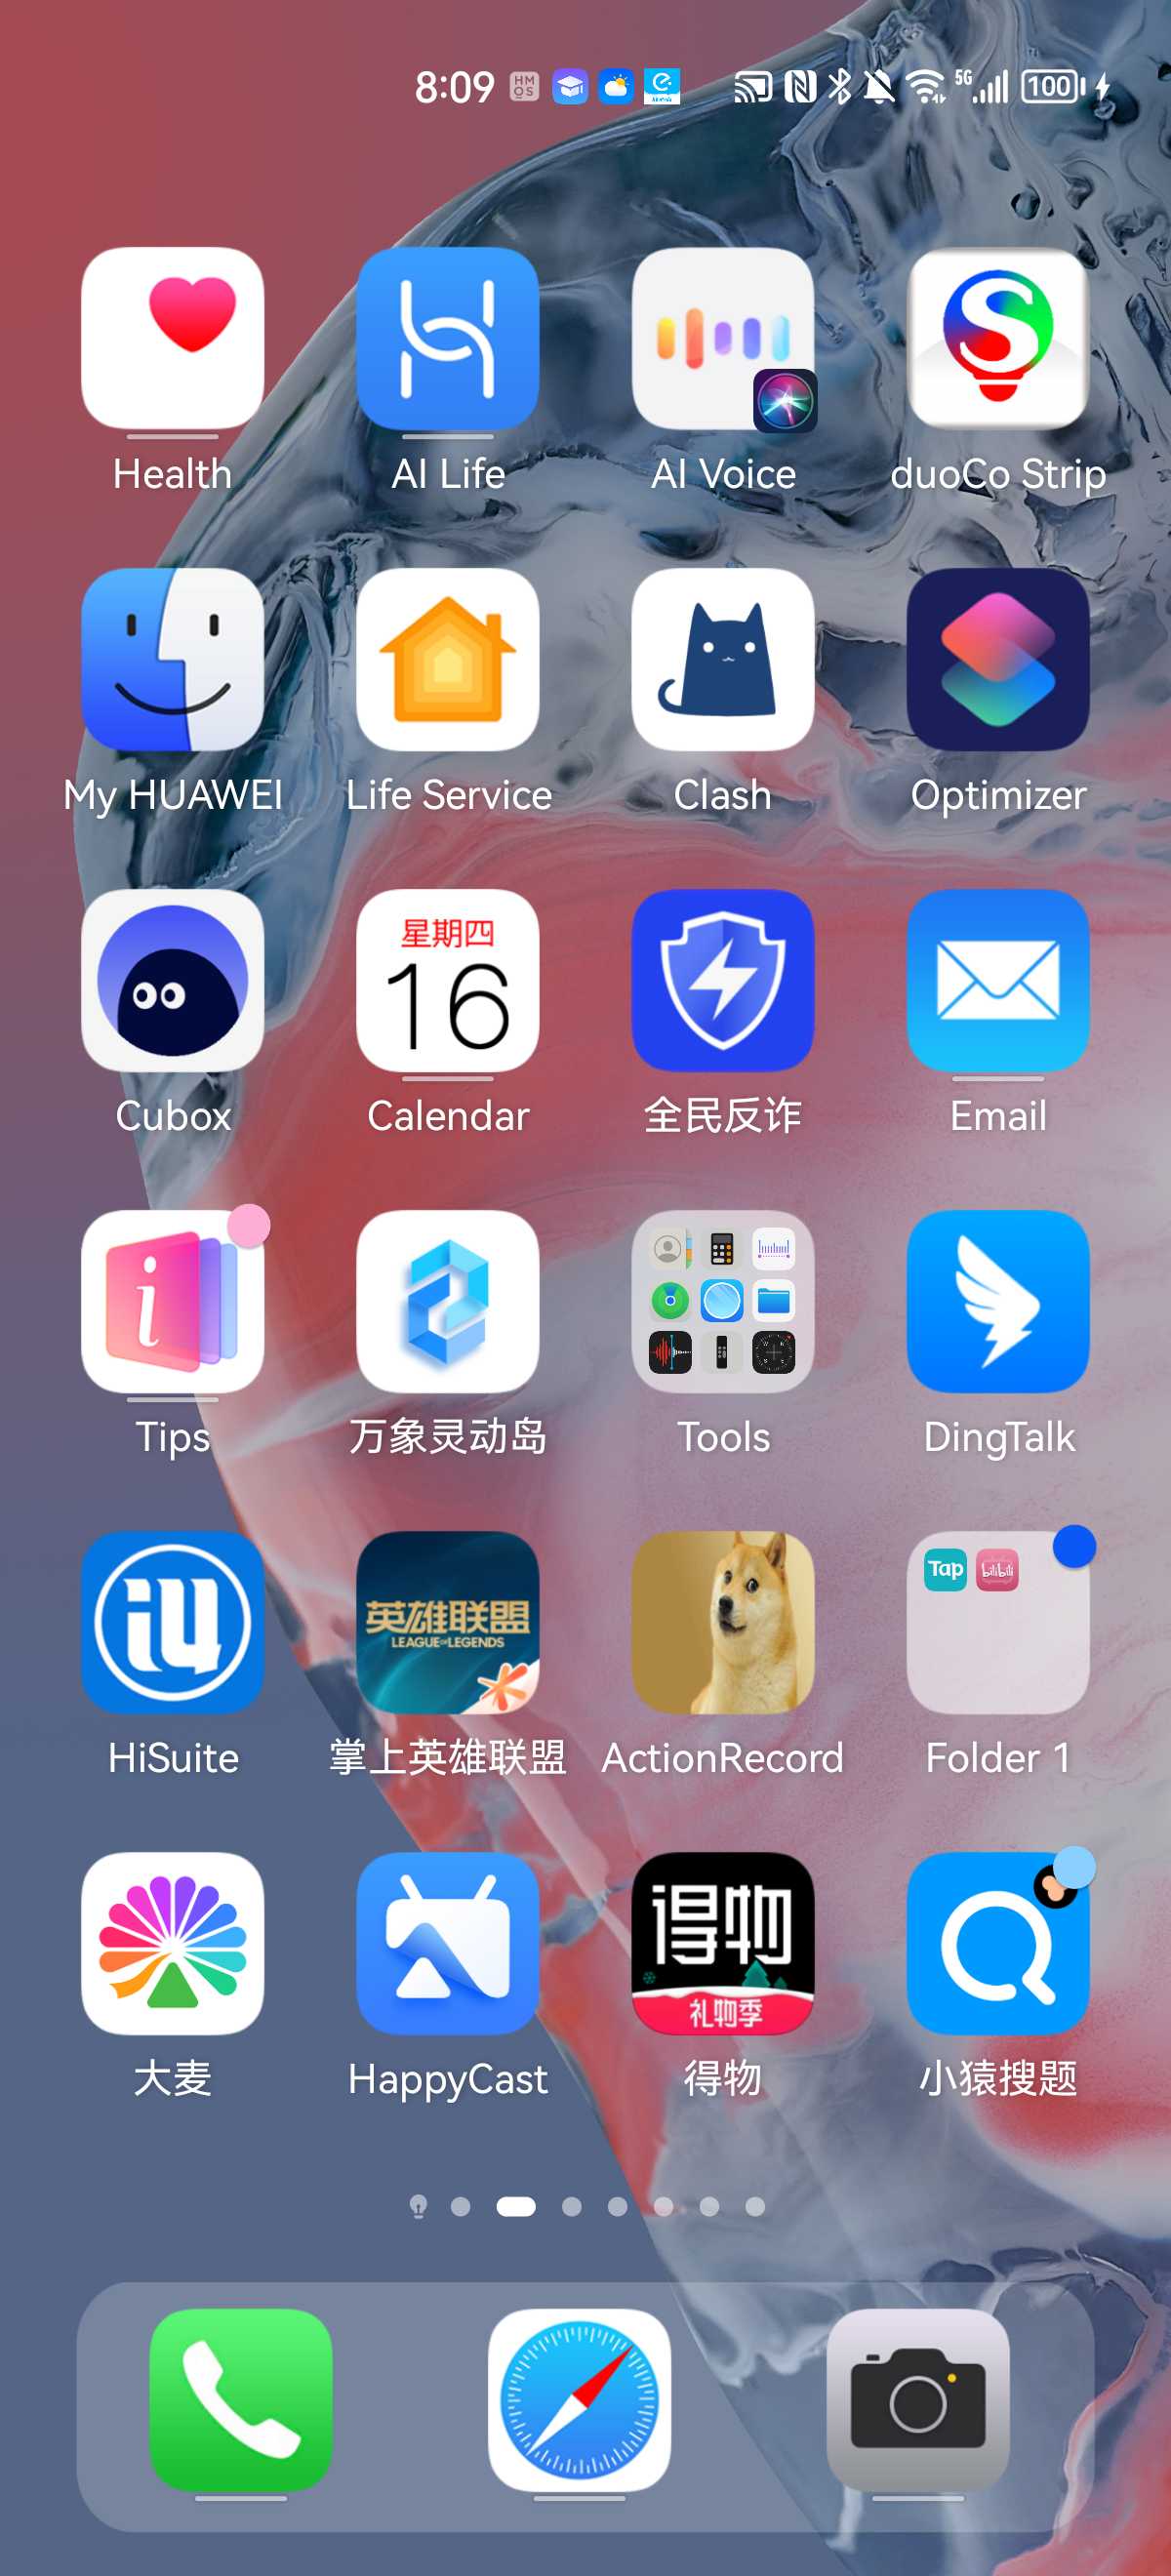 8:09 HM OS 5G 100
Health AI Life AI Voice duoCo Strip
My HUAWEI Life Service Clash Optimizer
星期四
16
Cubox Calendar 全民反诈 Email
Tips 万象灵动岛 Tools DingTalk
Tap bilibili
英雄联盟
LEAGUE OF LEGENDS
HiSuite 掌上英雄联盟 ActionRecord Folder 1
得物
礼物季
大麦 HappyCast 得物 小猿搜题